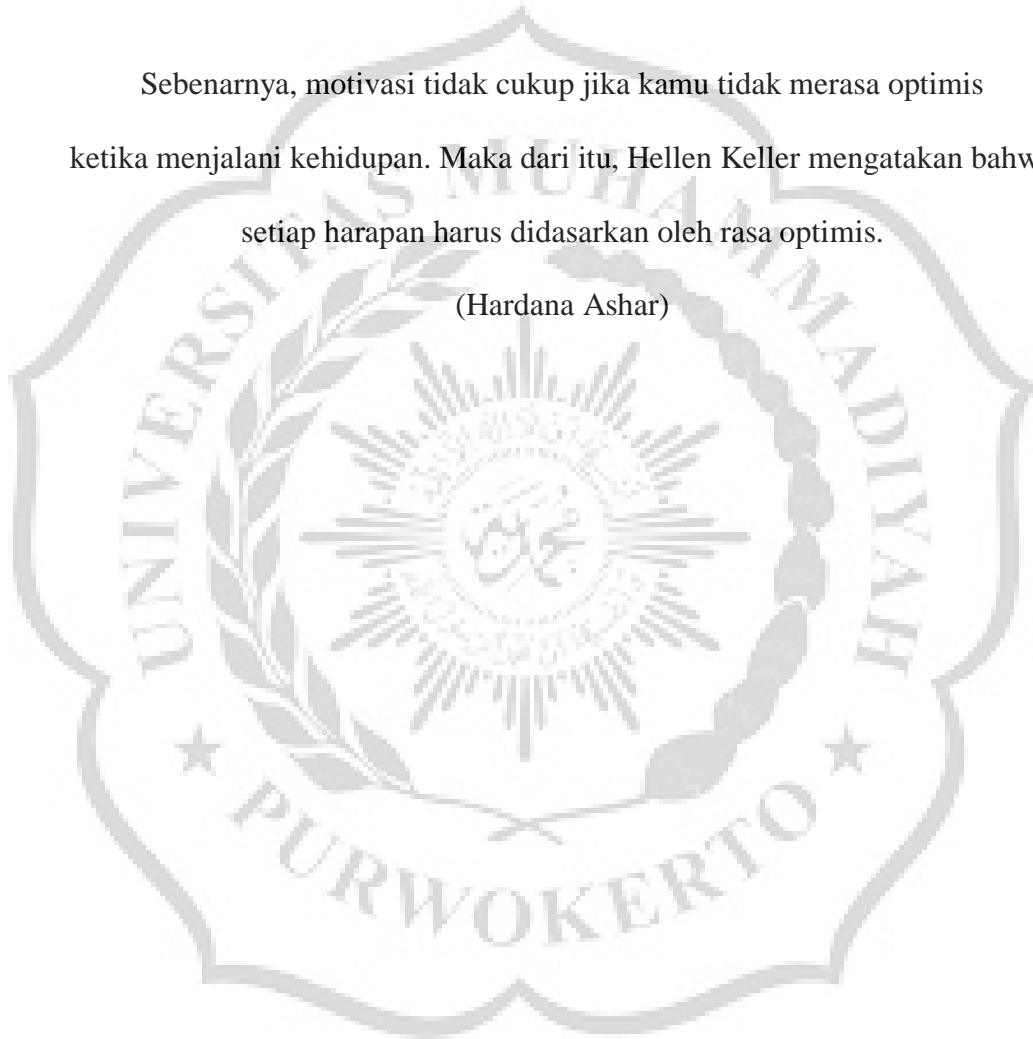 Sebenarnya, motivasi tidak cukup jika kamu tidak merasa optimis
ketika menjalani kehidupan. Maka dari itu, Hellen Keller mengatakan bahw
setiap harapan harus didasarkan oleh rasa optimis.
(Hardana Ashar)
UNIVERSITAS MUHAMMADIYAH
PURWOKERTO